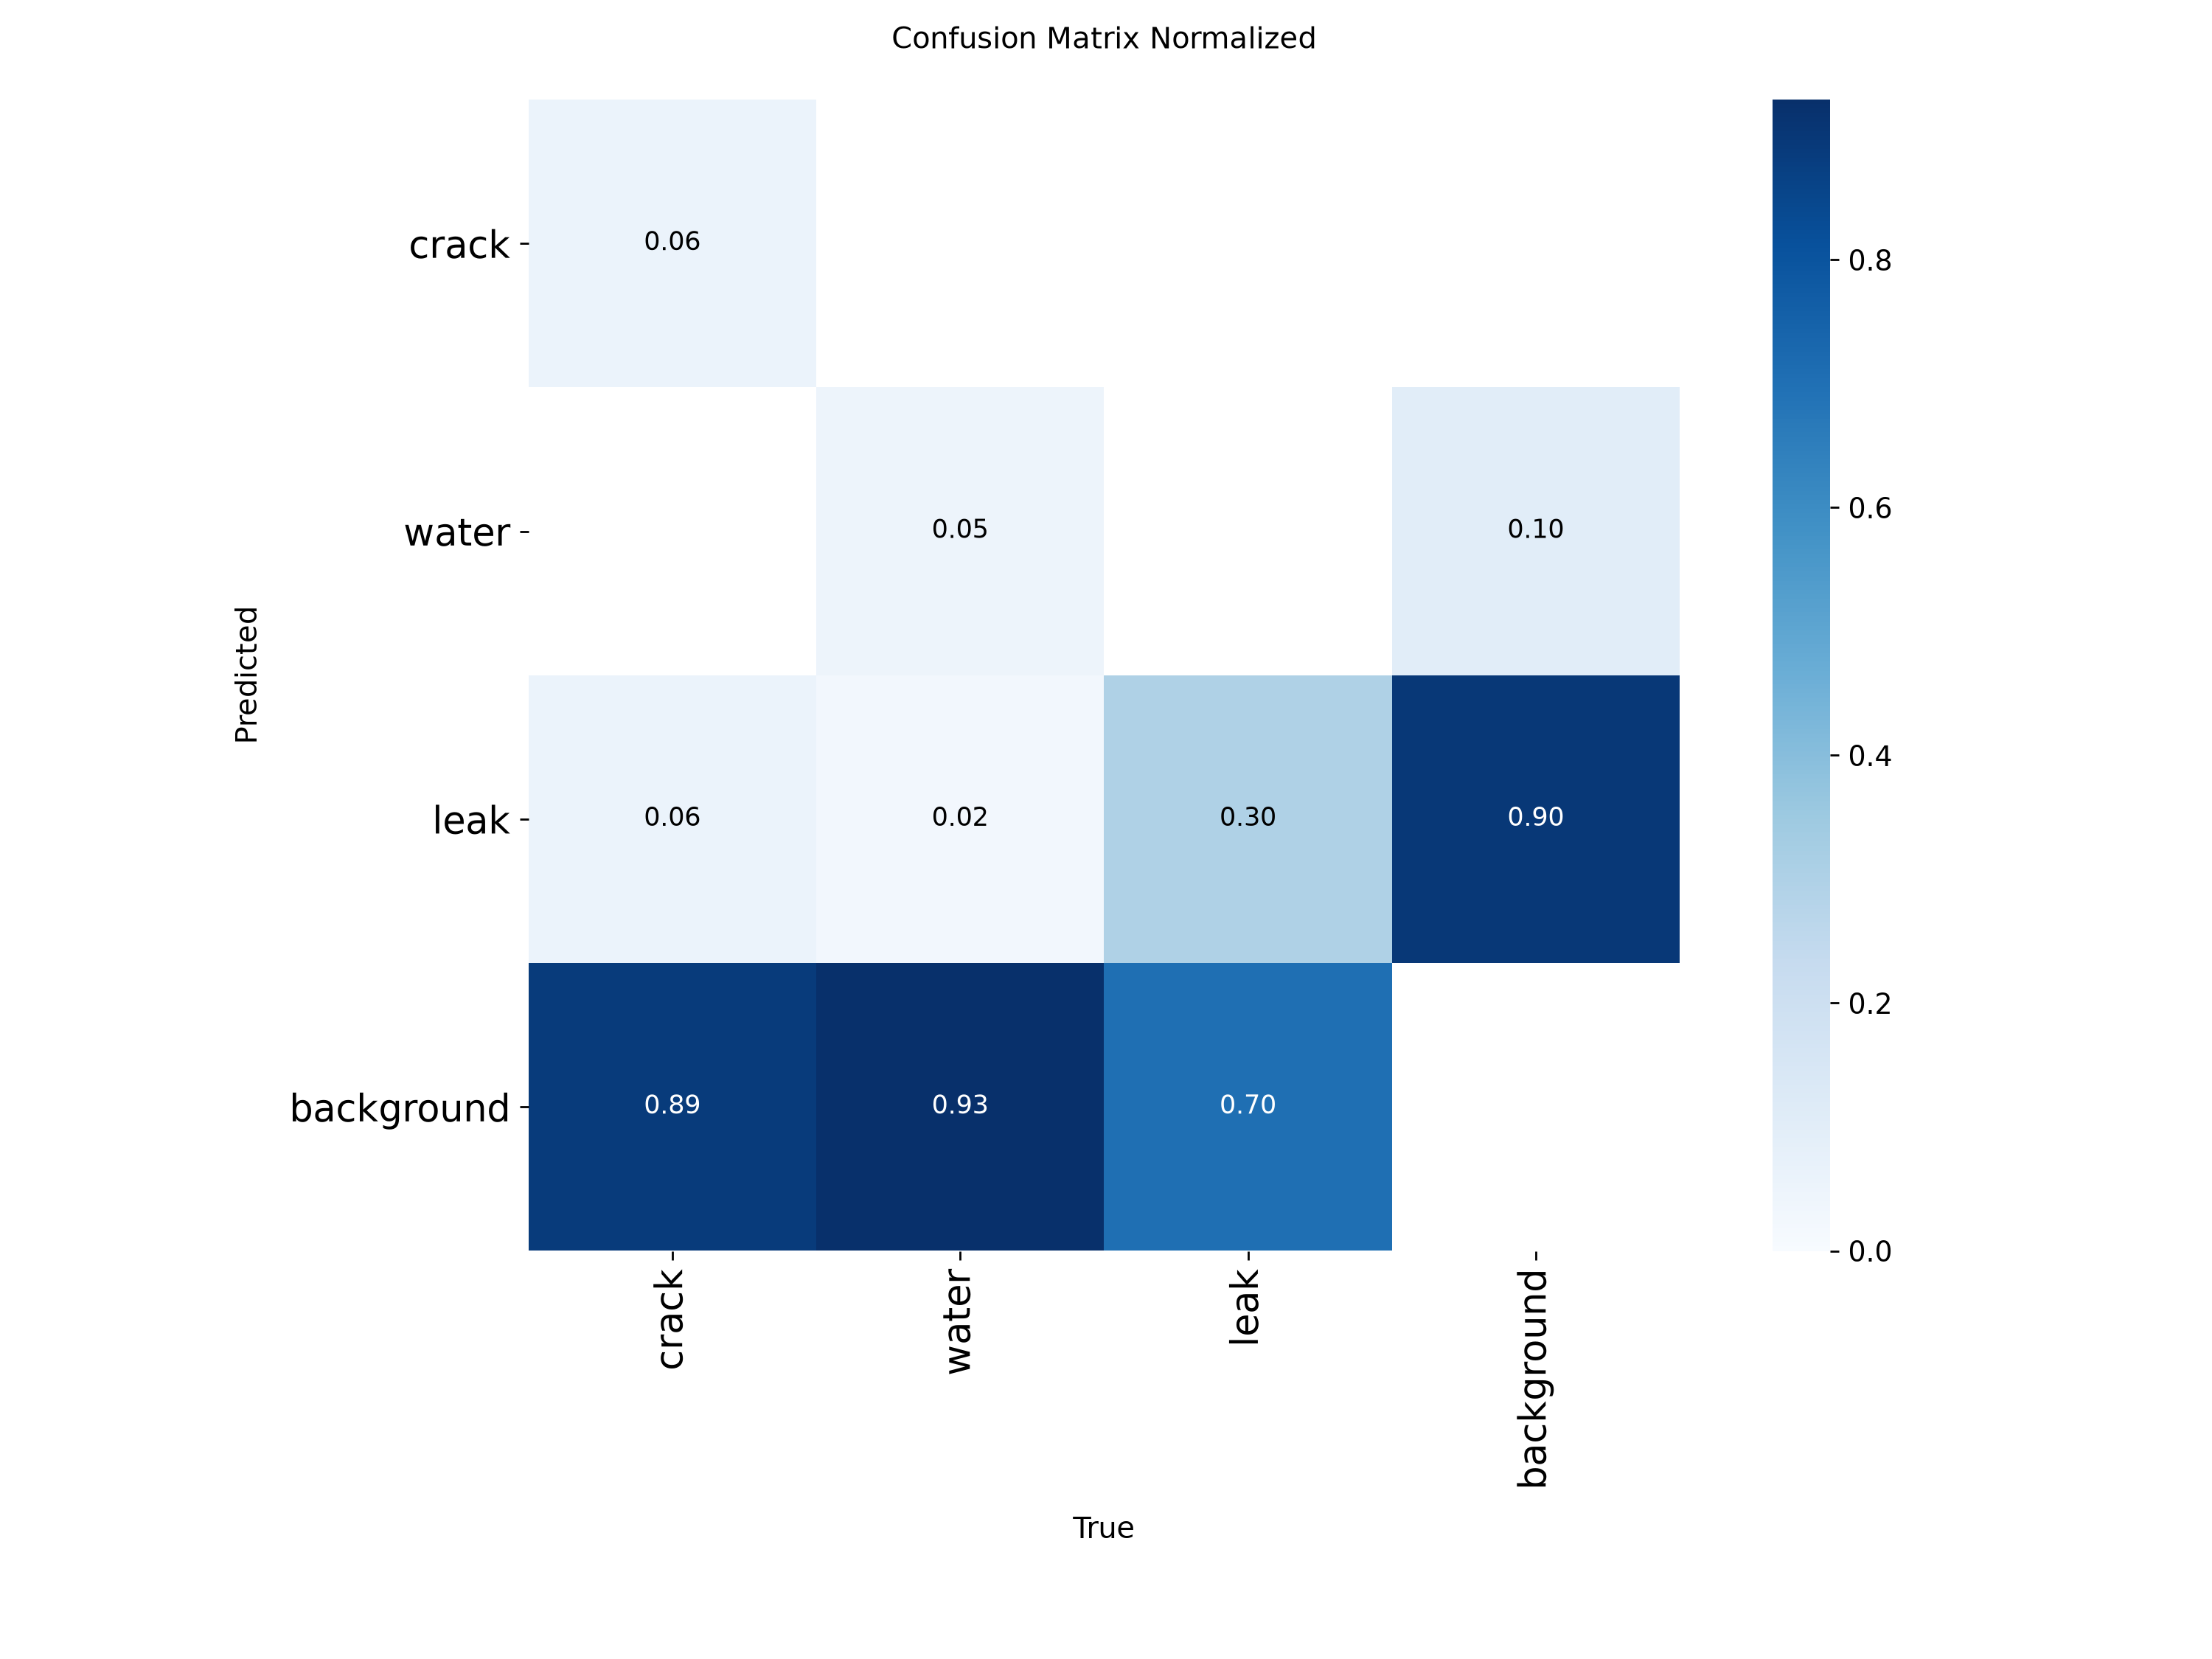 Confusion Matrix Normalized
crack
0.06
0.8
water
0.05
0.10
0.6
Predicted
0.4
leak
0.06
0.02
0.30
0.90
0.2
background
0.89
0.93
0.70
0.0
crack
water
leak
background
True